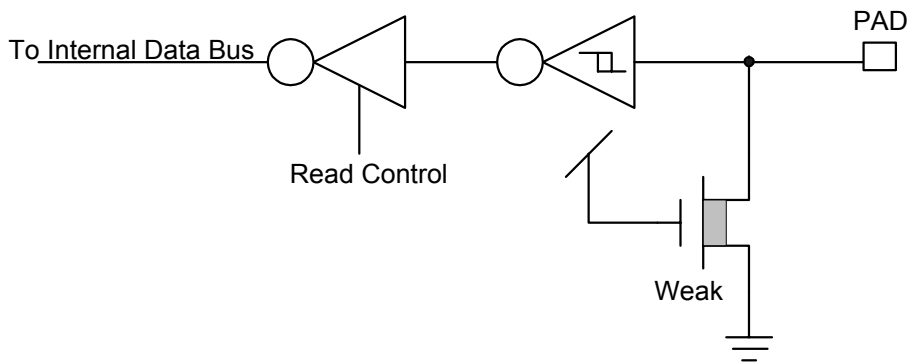 PAD
To Internal Data Bus
Read Control
Weak